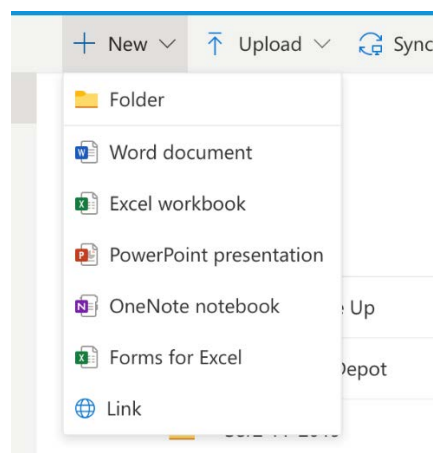 New Upload Sync
Folder
Word document
Excel workbook
PowerPoint presentation
OneNote notebook
Up
Forms for Excel
Depot
Link